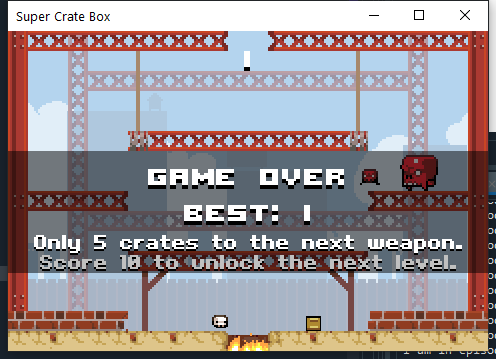 Super Crate Box
1
GAME OVER
BEST: 1
Only 5 crates to the next weapon.
Score 10 to unlock the next level.